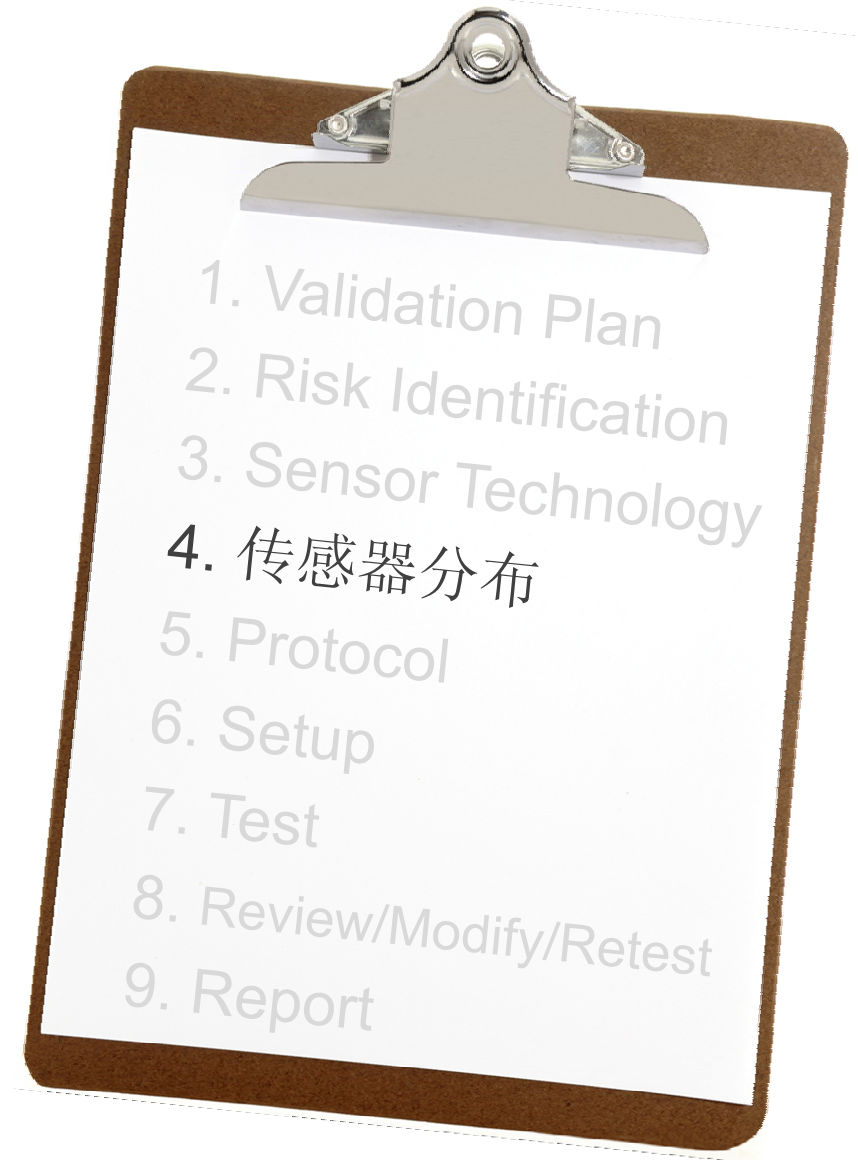 1. Validation Plan
2. Risk Identification
3. Sensor Technology
4. 传感器分布
5. Protocol
6. Setup
7. Test
8. Review/Modify/Retest
9. Report